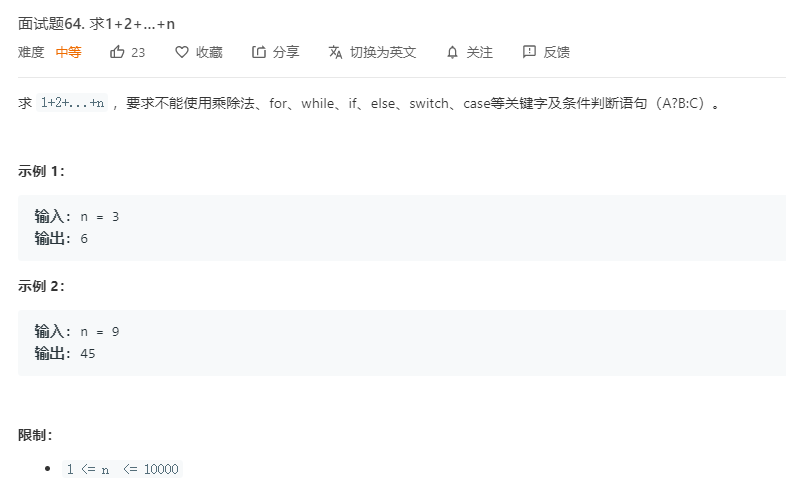 面试题64. 求1+2+…+n
难度 中等 23 收藏 分享 切换为英文 关注 反馈
求 1+2+...+n ，要求不能使用乘除法、for、while、if、else、switch、case等关键字及条件判断语句（A?B:C）。
示例 1：
输入：n = 3
输出：6
示例 2：
输入：n = 9
输出：45
限制：
• 1 <= n <= 10000